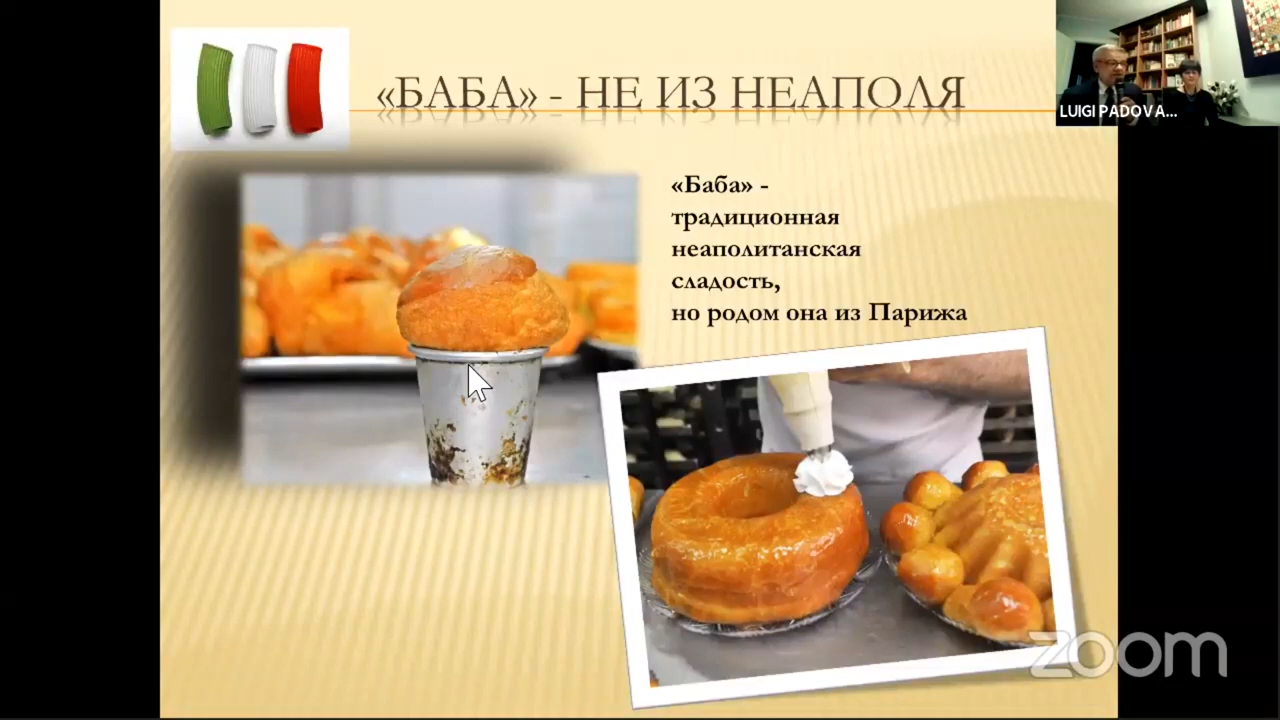 «БАБА» - НЕ ИЗ НЕАПОЛЯ
LUIGI PADOVA...
«Баба» -
традиционная
неаполитанская
сладость,
но родом она из Парижа
zoom